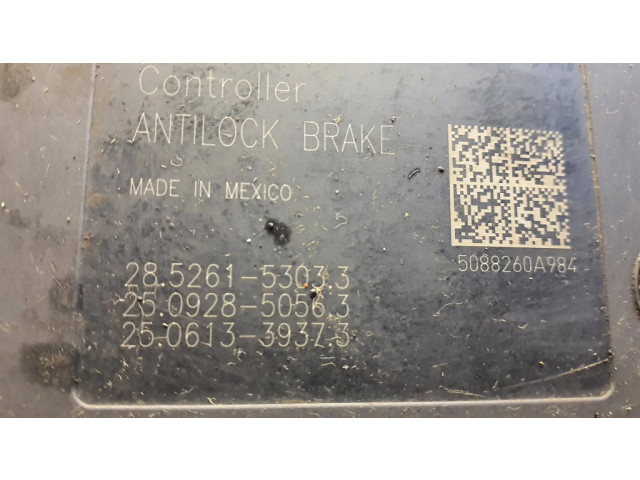 Controller
ANTILOCK BRAKE
MADE IN MEXICO
5088260A984
28.5261-5303.3
25.0928-5056.3
25.0613-3937.3